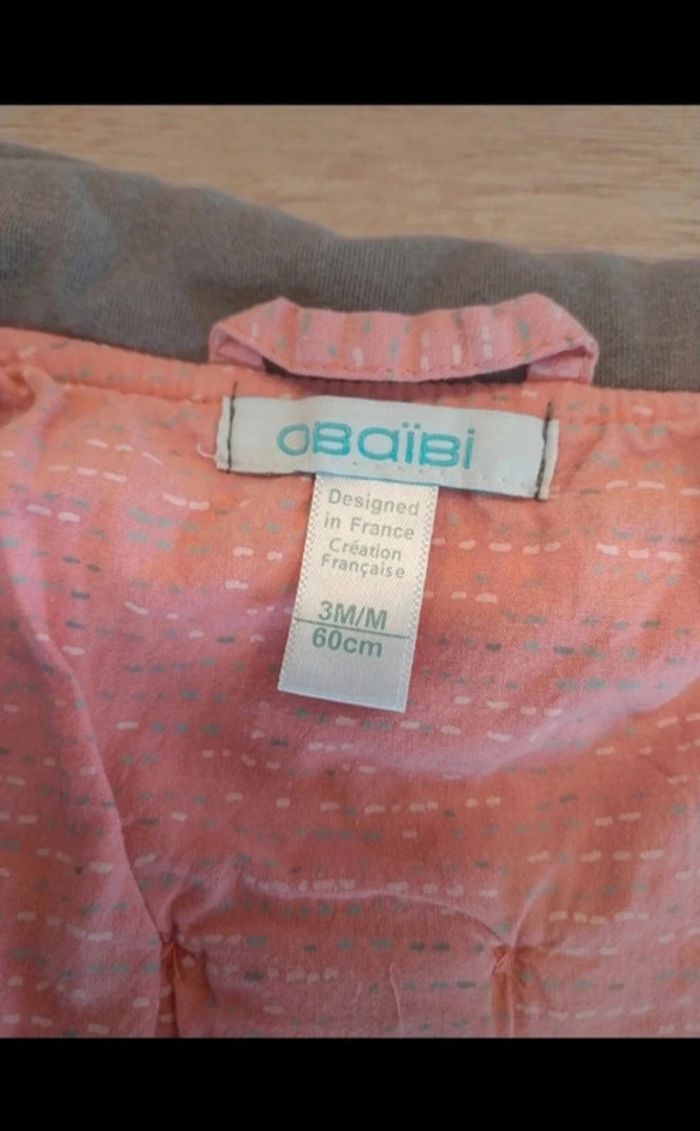 OBaïBi
Designed
in France
Création
Française
3M/M
60cm